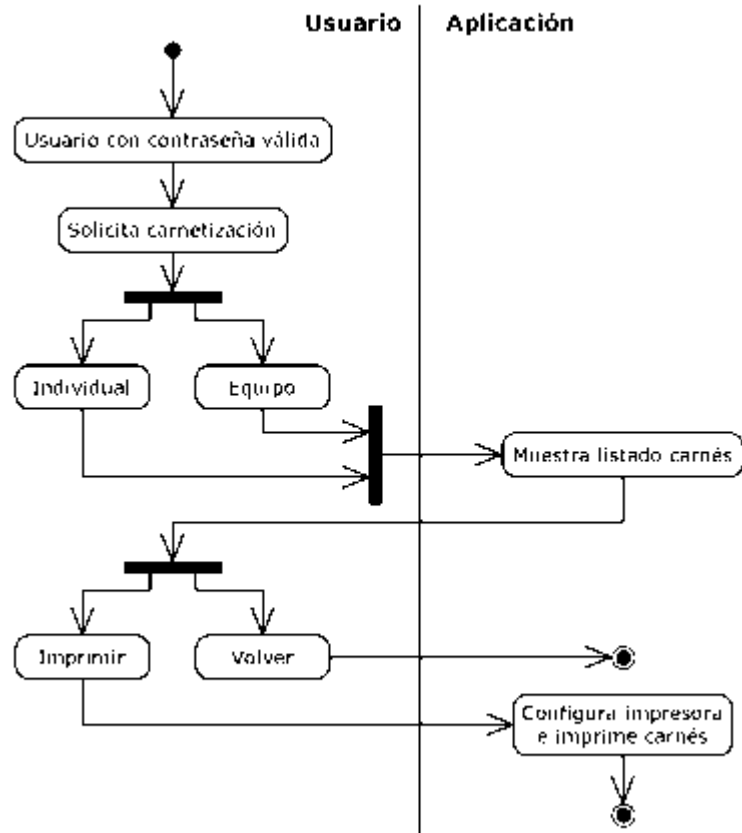 Usuario
Aplicación
Usuario con contraseña válida
Solicita carnetización
Individual
Equipo
Muestra listado carnés
Imprimir
Volver
Configura impresora
e imprime carnés